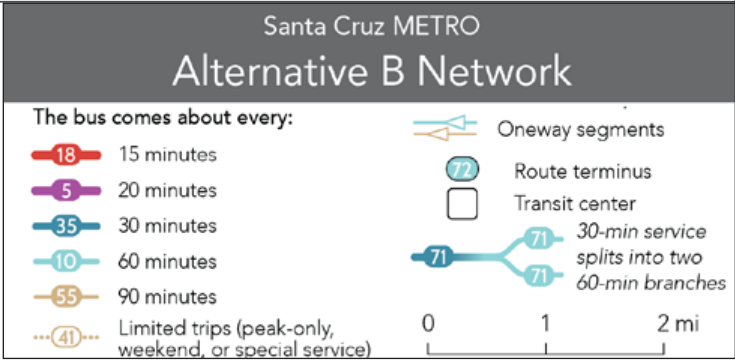 Santa Cruz METRO
Alternative B Network
The bus comes about every:
18 15 minutes
5 20 minutes
35 30 minutes
10 60 minutes
55 90 minutes
41 Limited trips (peak-only,
weekend, or special service)
Oneway segments
72 Route terminus
Transit center
71 71 30-min service
splits into two
71 60-min branches
0 1 2 mi